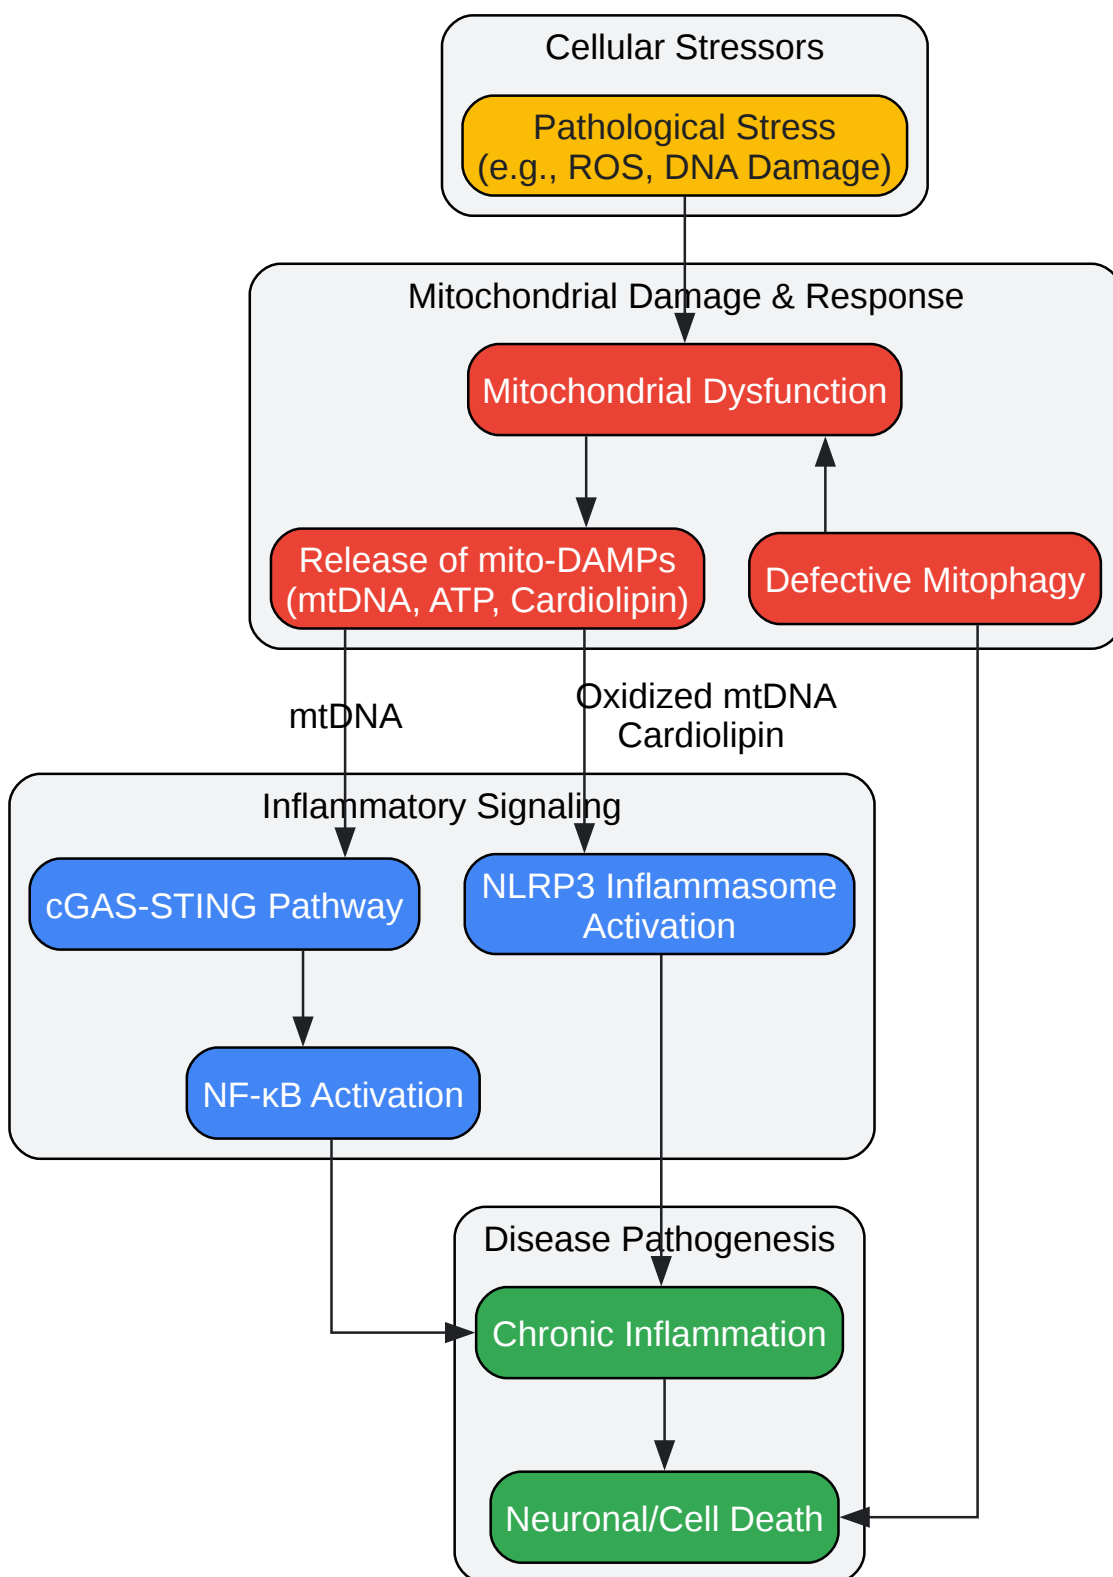 Cellular Stressors
Pathological Stress
(e.g., ROS, DNA Damage)
Mitochondrial Damage & Response
Mitochondrial Dysfunction
Release of mito-DAMPs
(mtDNA, ATP, Cardiolipin)
Defective Mitophagy
mtDNA
Oxidized mtDNA
Cardiolipin
Inflammatory Signaling
cGAS-STING Pathway
NLRP3 Inflammasome
Activation
NF-κB Activation
Disease Pathogenesis
Chronic Inflammation
Neuronal/Cell Death